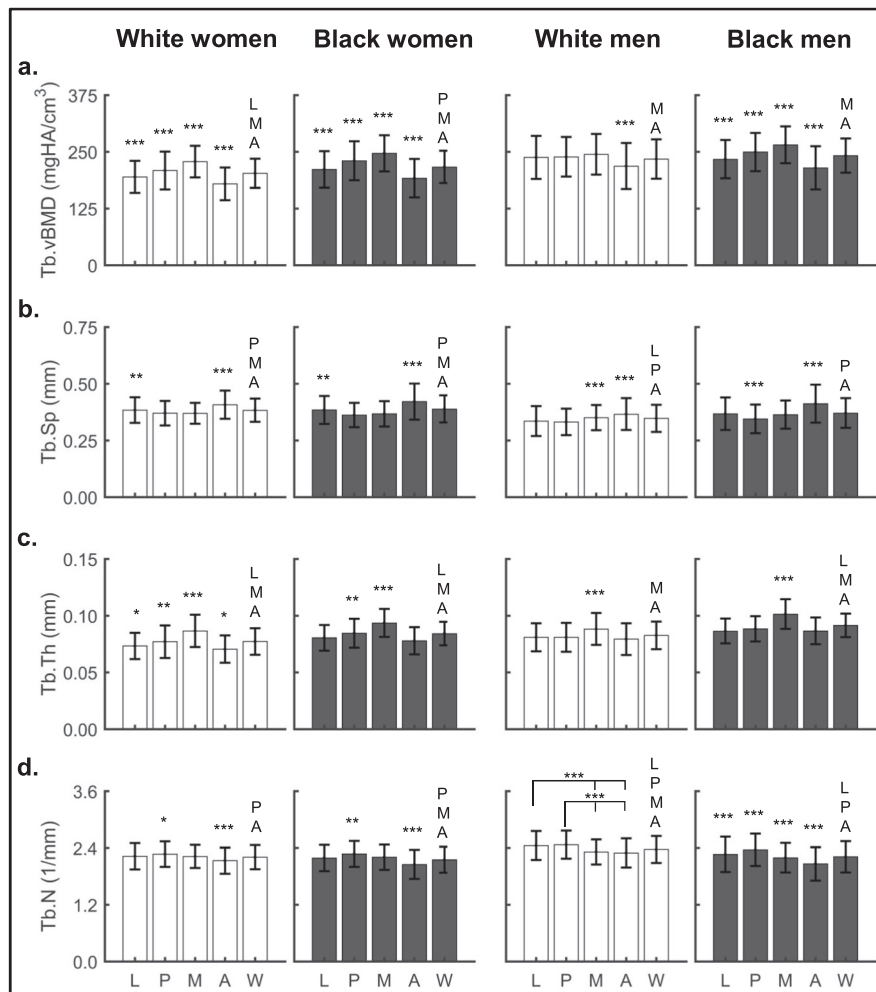 White women Black women White men Black men
a.
Tb.vBMD (mgHA/cm³)
375
250
125
0
*** *** *** *** L M A
*** *** *** *** P M A
*** M A
*** *** *** *** M A
b.
Tb.Sp (mm)
0.75
0.50
0.25
0.00
** *** P M A
** *** P M A
*** *** L P A
*** *** P A
c.
Tb.Th (mm)
0.15
0.10
0.05
0.00
* ** *** * L M A
** *** L M A
*** M A
*** L M A
d.
Tb.N (1/mm)
3.6
2.4
1.2
0.0
* *** P A
** *** P M A
*** *** L P M A
*** *** *** *** L P A
L P M A W L P M A W L P M A W L P M A W